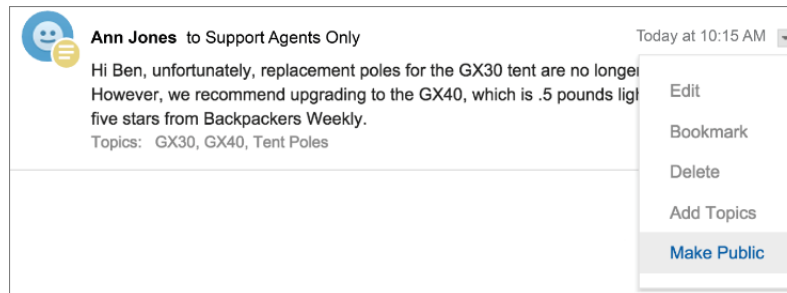 Ann Jones to Support Agents Only Today at 10:15 AM
Hi Ben, unfortunately, replacement poles for the GX30 tent are no longer
However, we recommend upgrading to the GX40, which is .5 pounds
five stars from Backpackers Weekly.
Topics: GX30, GX40, Tent Poles
Edit
Bookmark
Delete
Add Topics
Make Public